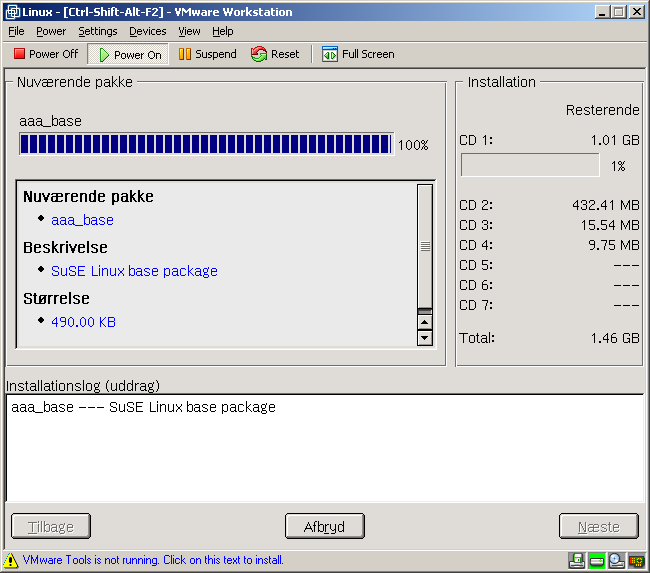 Linux - [Ctrl-Shift-Alt-F2] - VMware Workstation
File Power Settings Devices View Help
Power Off Power On Suspend Reset Full Screen
Nuværende pakke
aaa_base
100%
Nuværende pakke
aaa_base
Beskrivelse
SuSE Linux base package
Størrelse
490.00 KB
Installation
Resterende
CD 1: 1.01 GB
1%
CD 2: 432.41 MB
CD 3: 15.54 MB
CD 4: 9.75 MB
CD 5: ---
CD 6: ---
CD 7: ---
Total: 1.46 GB
Installationslog (uddrag)
aaa_base --- SuSE Linux base package
Tilbage Afbryd Næste
VMware Tools is not running. Click on this text to install.